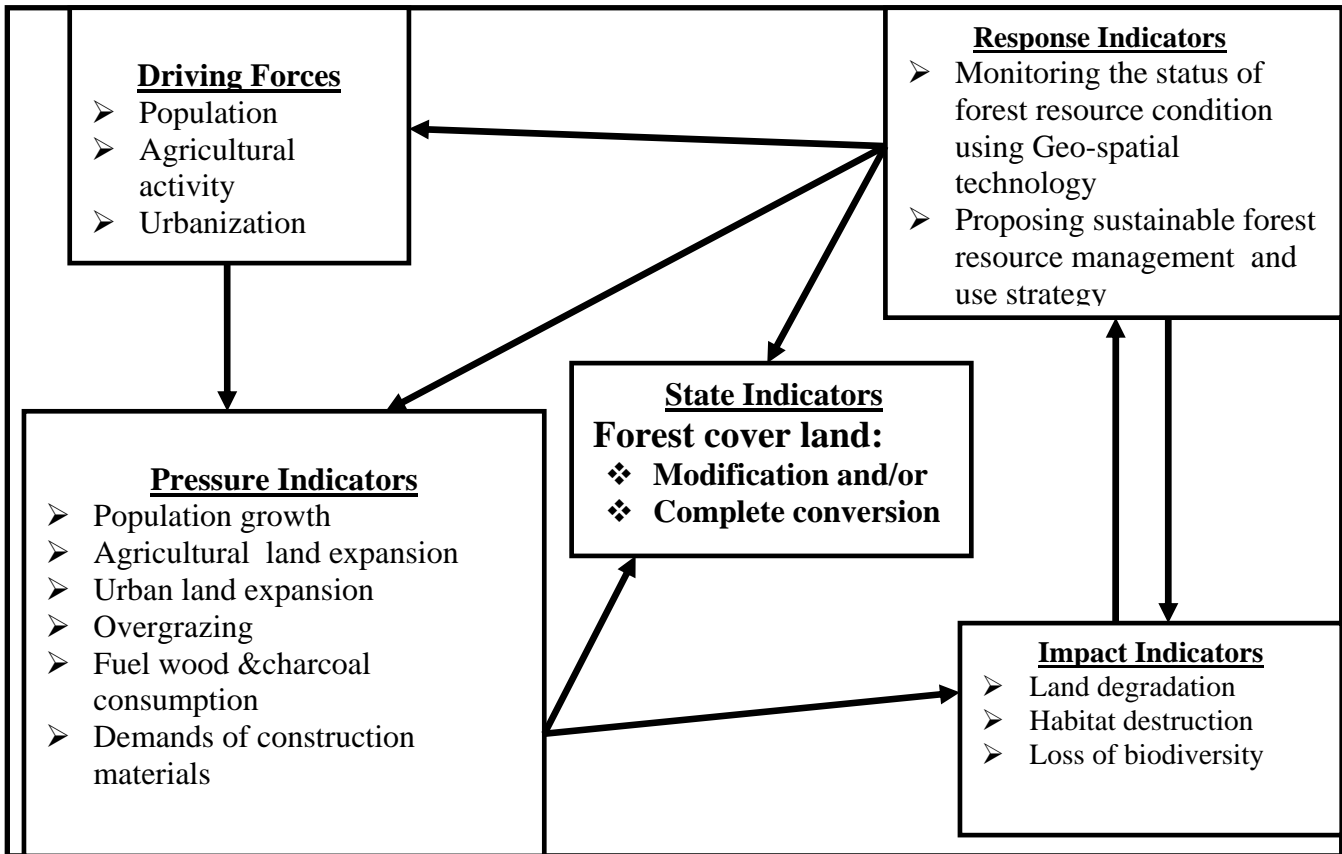 Driving Forces
➢ Population
➢ Agricultural
activity
➢ Urbanization
Response Indicators
➢ Monitoring the status of
forest resource condition
using Geo-spatial
technology
➢ Proposing sustainable forest
resource management and
use strategy
State Indicators
Forest cover land:
❖ Modification and/or
❖ Complete conversion
Pressure Indicators
➢ Population growth
➢ Agricultural land expansion
➢ Urban land expansion
➢ Overgrazing
➢ Fuel wood &charcoal
consumption
➢ Demands of construction
materials
Impact Indicators
➢ Land degradation
➢ Habitat destruction
➢ Loss of biodiversity